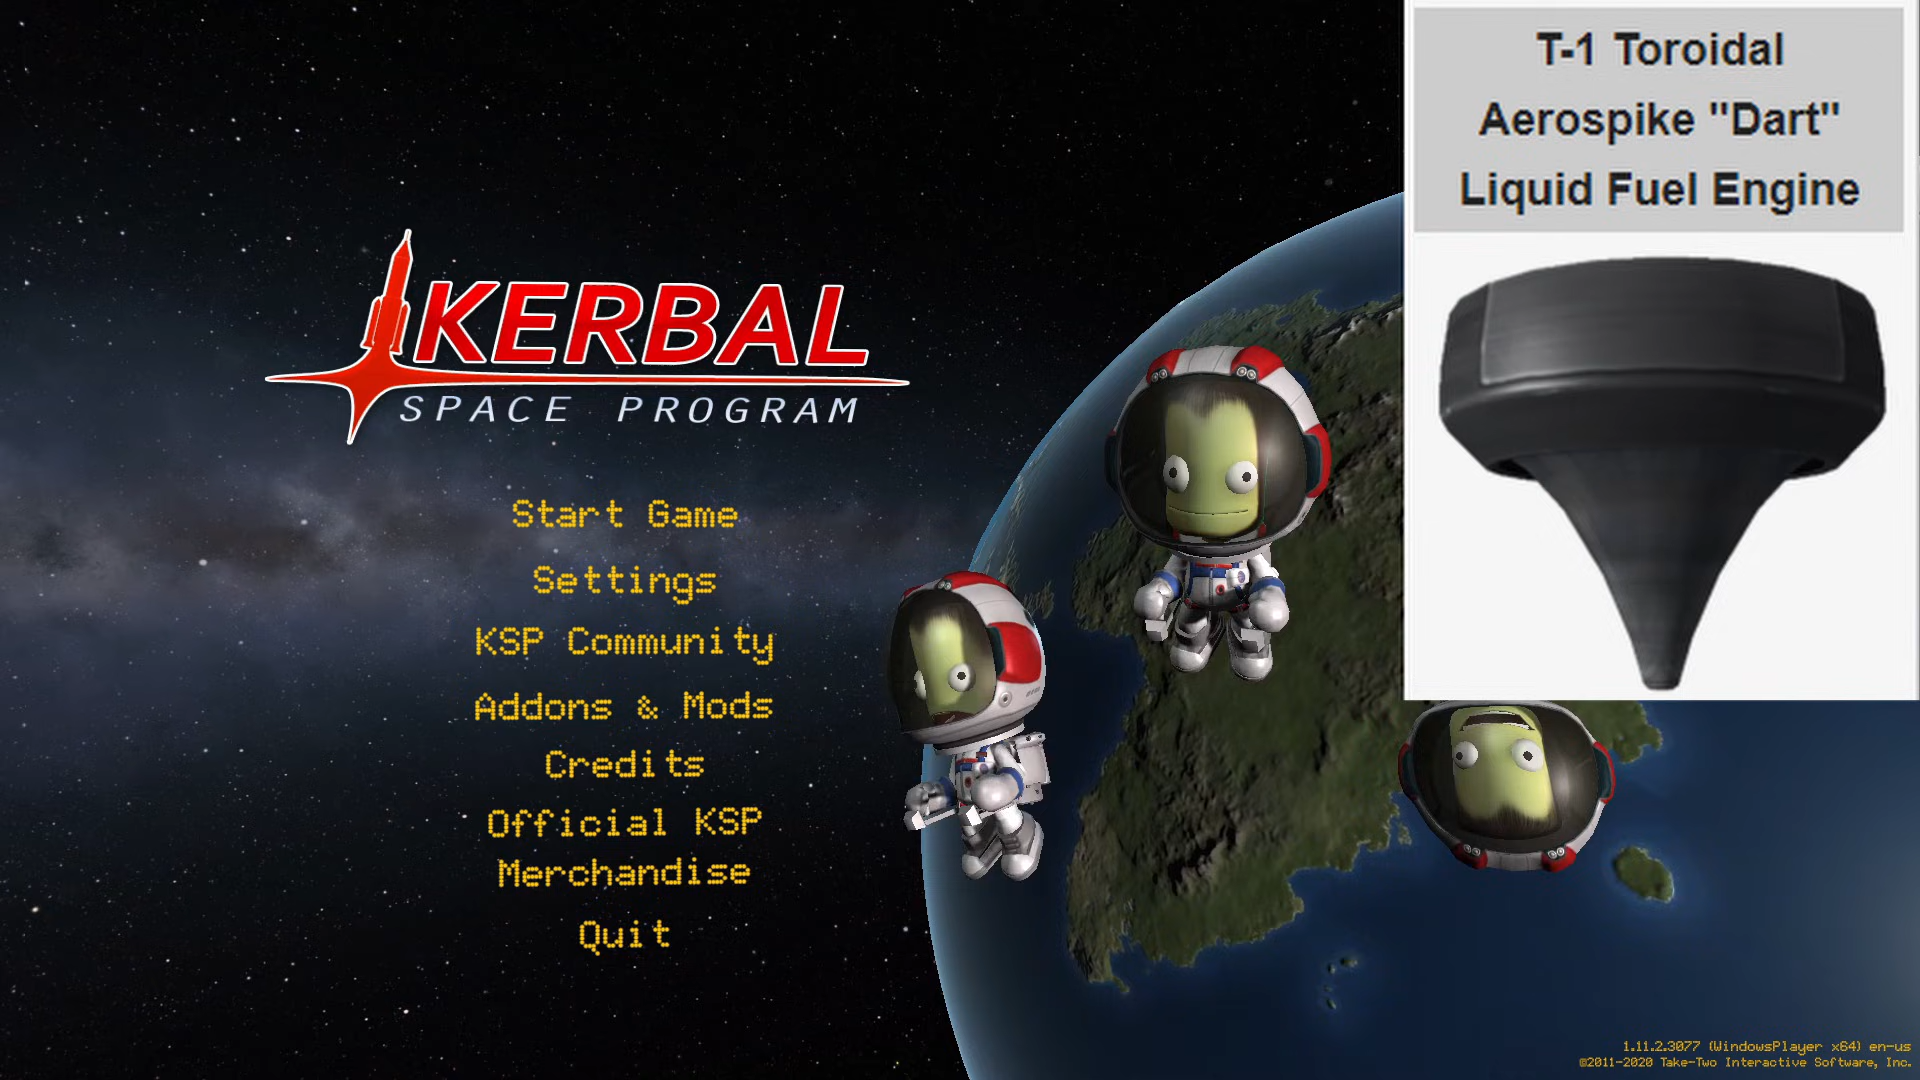 KERBAL
SPACE PROGRAM
Start Game
Settings
KSP Community
Addons & Mods
Credits
Official KSP
Merchandise
Quit
T-1 Toroidal
Aerospike "Dart"
Liquid Fuel Engine
1.11.2.3077 (WindowsPlayer x64) en-us
©2011-2020 Take-Two Interactive Software, Inc.